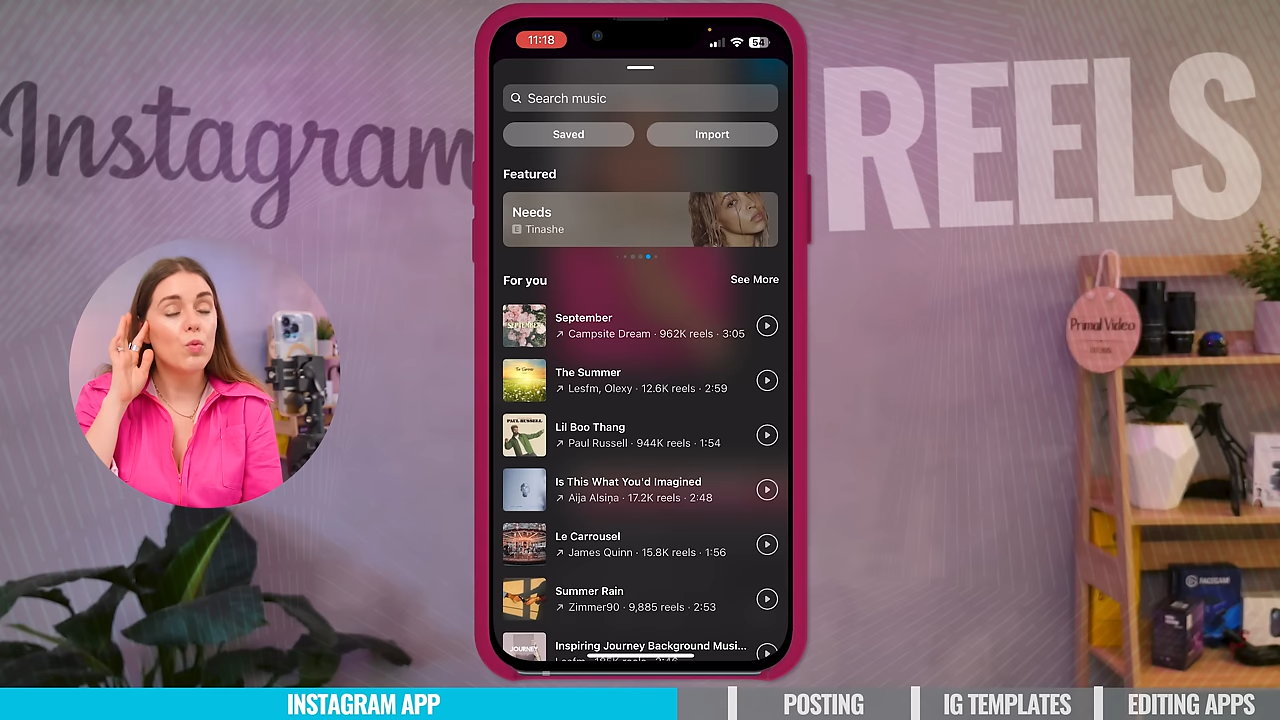 Instagram
REELS
11:18
54
Search music
Saved
Import
Featured
Needs
E Tinashe
For you
See More
SEPTEMBER
September
↗ Campsite Dream · 962K reels · 3:05
The Summer
↗ Lesfm, Olexy · 12.6K reels · 2:59
PAUL RUSSELL
Lil Boo Thang
↗ Paul Russell · 944K reels · 1:54
Is This What You'd Imagined
↗ Aija Alsina · 17.2K reels · 2:48
Le Carrousel
↗ James Quinn · 15.8K reels · 1:56
Summer Rain
↗ Zimmer90 · 9,885 reels · 2:53
JOURNEY
Inspiring Journey Background Musi...
Primal Video
INSTAGRAM APP
POSTING
IG TEMPLATES
EDITING APPS